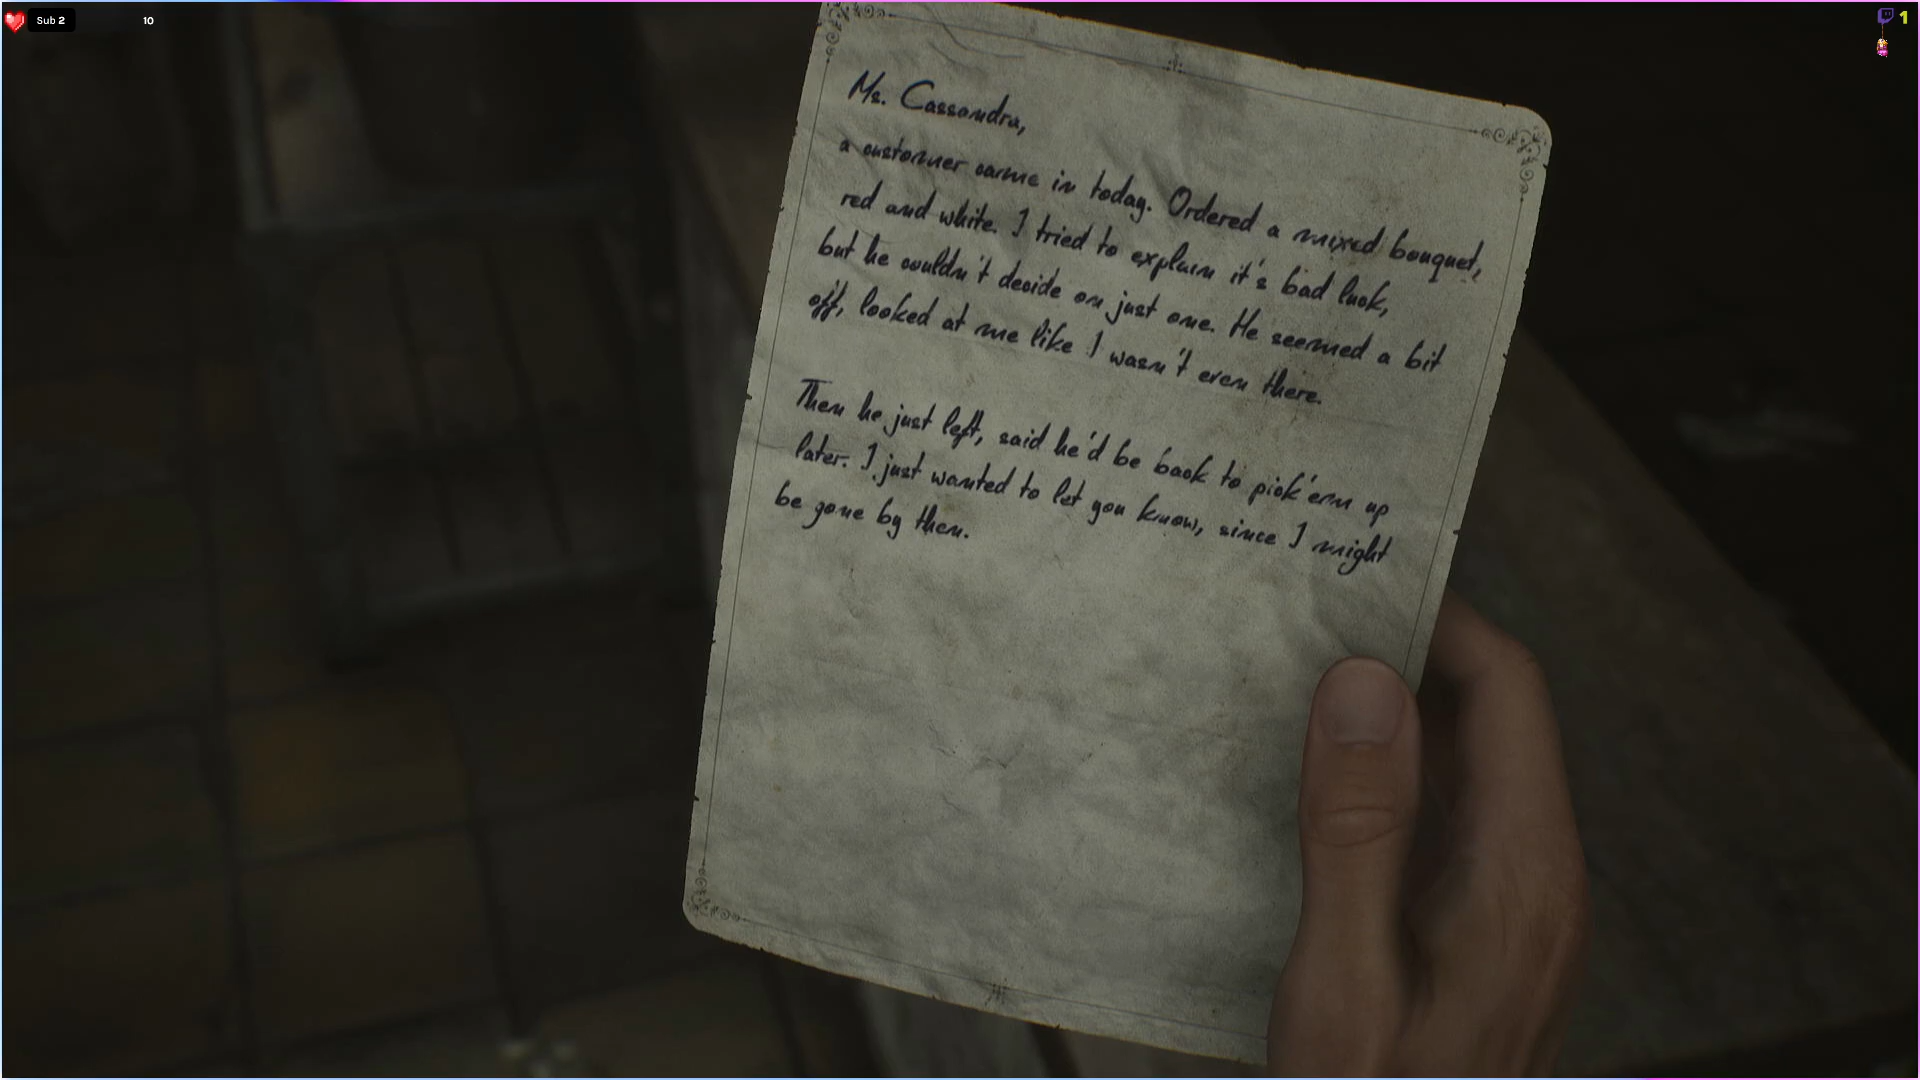 Sub 2
10
1
Ms. Cassandra,
a customer came in today. Ordered a mixed bouquet,
red and white. I tried to explain it's bad luck,
but he couldn't decide on just one. He seemed a bit
off, looked at me like I wasn't even there.
Then he just left, said he'd be back to pick'em up
later. I just wanted to let you know, since I might
be gone by then.